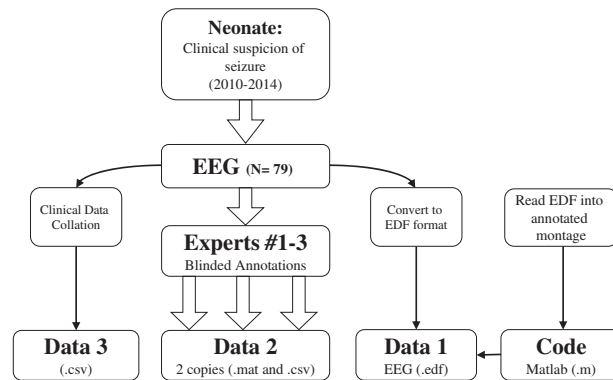 Neonate:
Clinical suspicion of
seizure
(2010-2014)
EEG (N= 79)
Clinical Data
Collation
Experts #1-3
Blinded Annotations
Convert to
EDF format
Read EDF into
annotated
montage
Data 3
(.csv)
Data 2
2 copies (.mat and .csv)
Data 1
EEG (.edf)
Code
Matlab (.m)